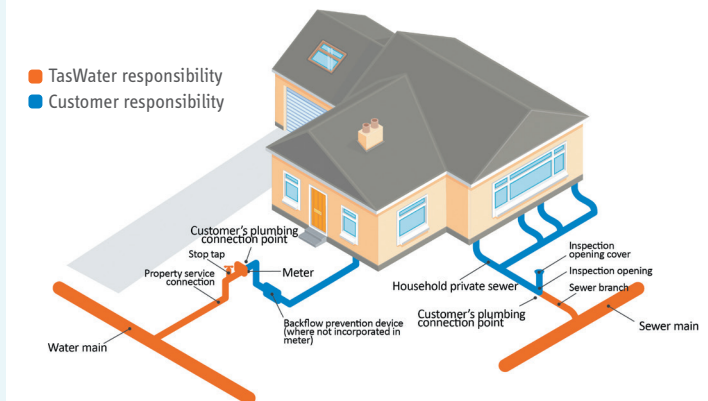 TasWater responsibility
Customer responsibility
Customer's plumbing
connection point
Stop tap
Property service
connection
Meter
Backflow prevention device
(where not incorporated in
meter)
Water main
Household private sewer
Inspection
opening cover
Inspection opening
Sewer branch
Customer's plumbing
connection point
Sewer main